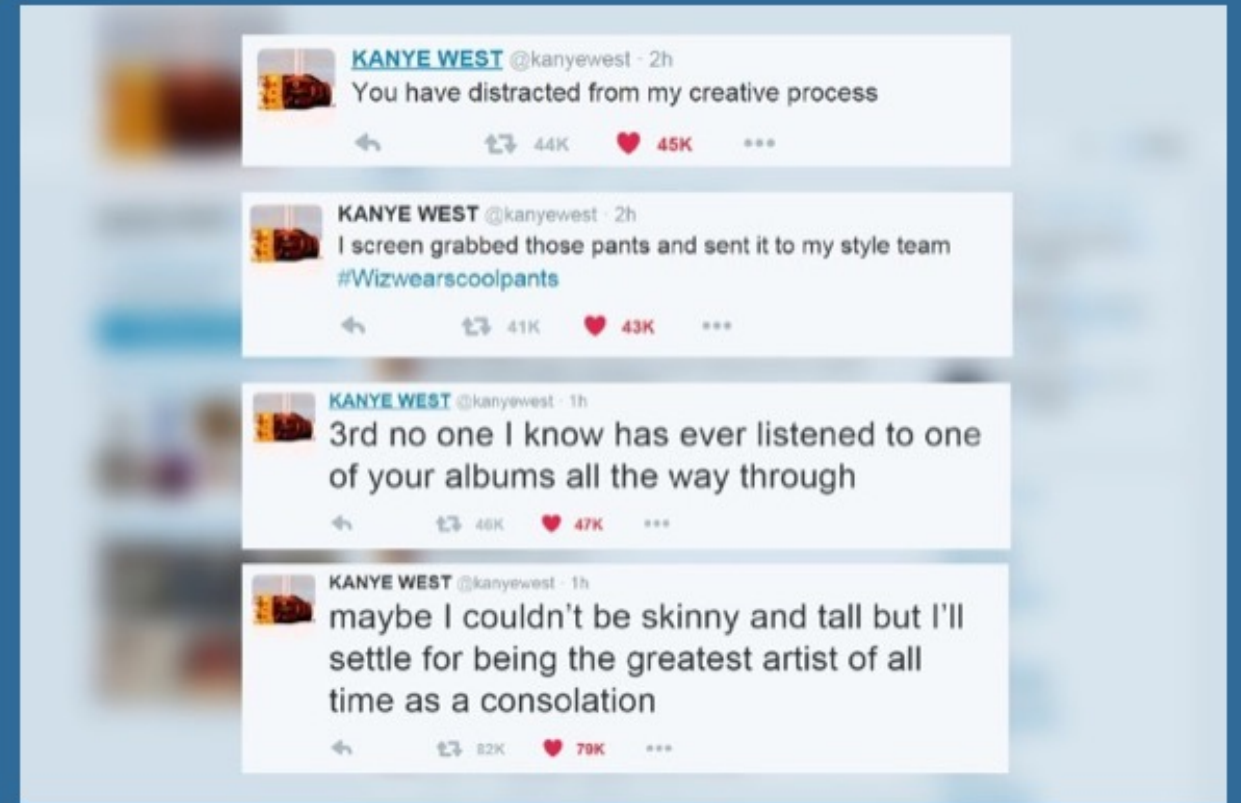 KANYE WEST @kanyewest · 2h
You have distracted from my creative process
44K 45K
KANYE WEST @kanyewest · 2h
I screen grabbed those pants and sent it to my style team
#Wizwearscoolpants
41K 43K
KANYE WEST @kanyewest · 1h
3rd no one I know has ever listened to one
of your albums all the way through
46K 47K
KANYE WEST @kanyewest · 1h
maybe I couldn't be skinny and tall but I'll
settle for being the greatest artist of all
time as a consolation
82K 79K